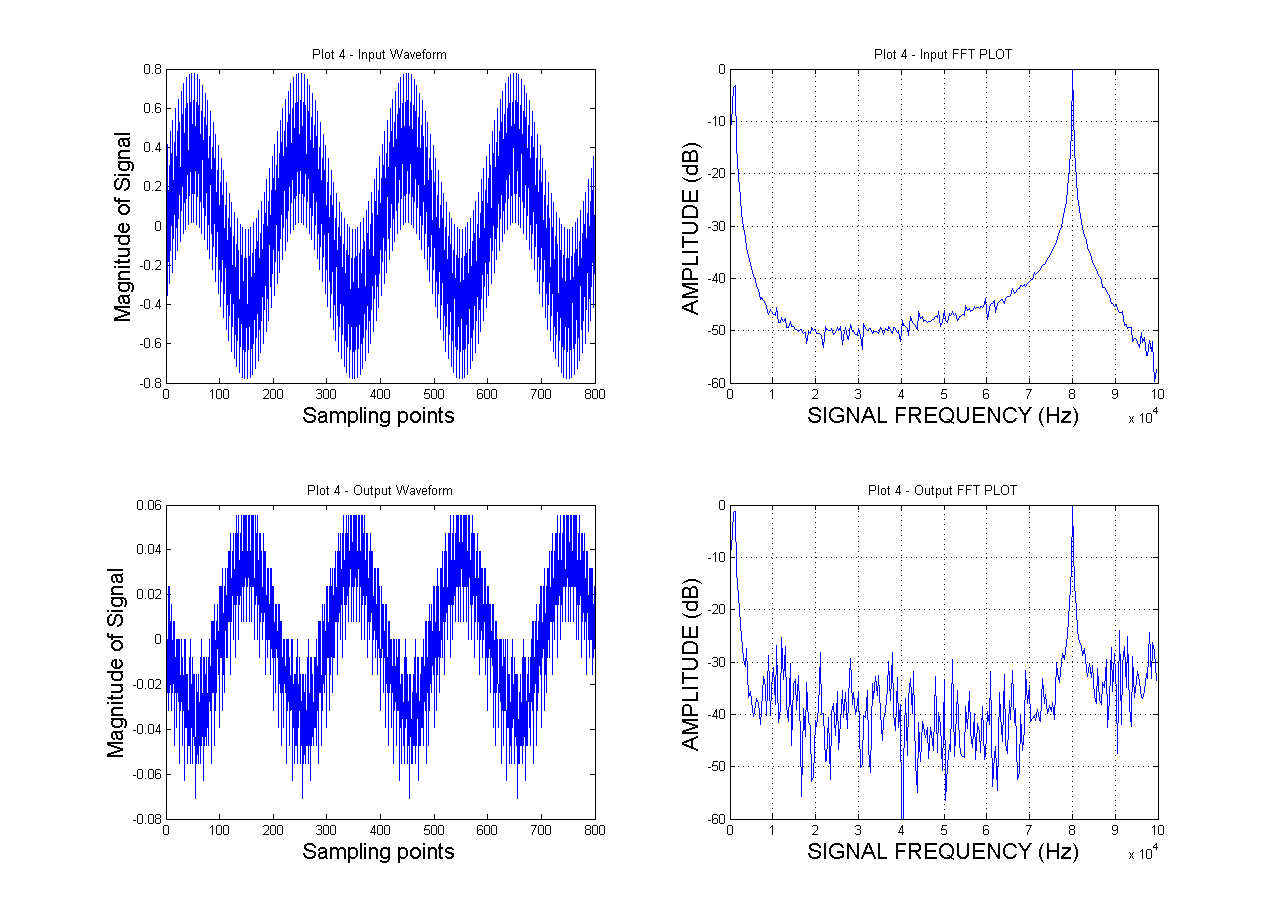 Plot 4 - Input Waveform
0.8
0.6
0.4
0.2
0
-0.2
-0.4
-0.6
-0.8
Magnitude of Signal
0 100 200 300 400 500 600 700 800
Sampling points
Plot 4 - Input FFT PLOT
0
-10
-20
-30
-40
-50
-60
AMPLITUDE (dB)
0 1 2 3 4 5 6 7 8 9 10
SIGNAL FREQUENCY (Hz)
x 10^4
Plot 4 - Output Waveform
0.06
0.04
0.02
0
-0.02
-0.04
-0.06
-0.08
Magnitude of Signal
0 100 200 300 400 500 600 700 800
Sampling points
Plot 4 - Output FFT PLOT
0
-10
-20
-30
-40
-50
-60
AMPLITUDE (dB)
0 1 2 3 4 5 6 7 8 9 10
SIGNAL FREQUENCY (Hz)
x 10^4